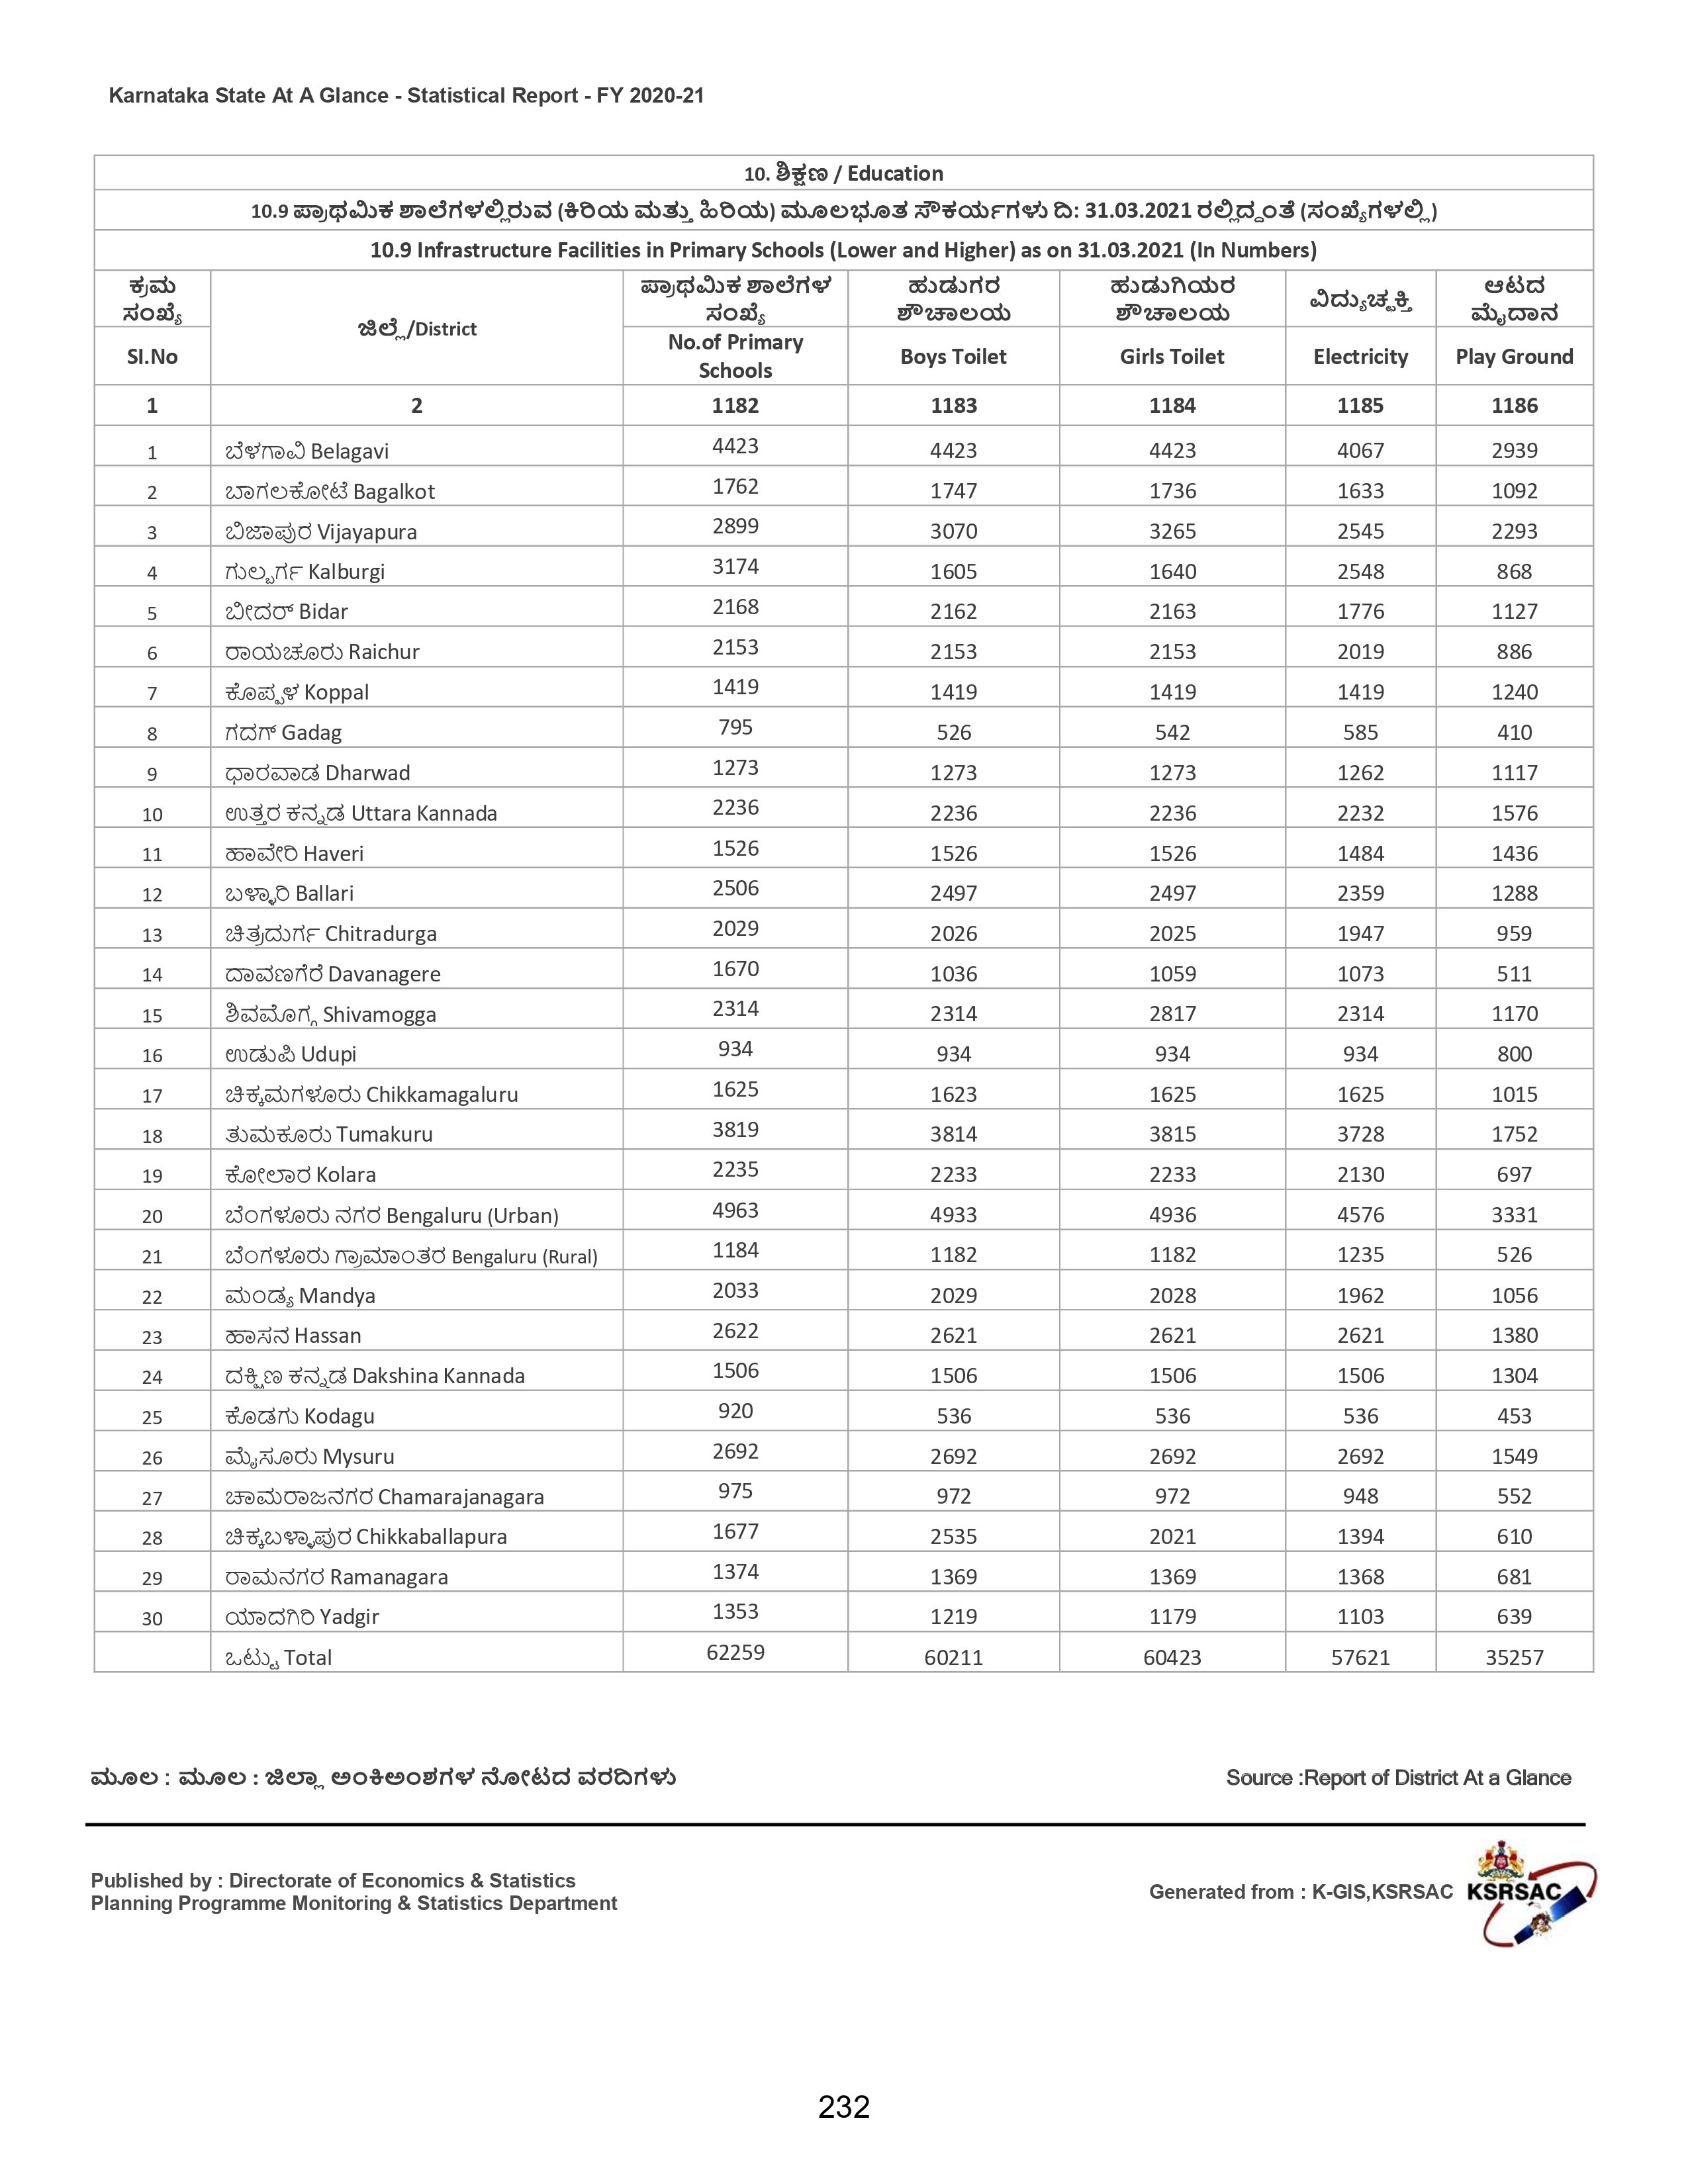 Karnataka State At A Glance - Statistical Report - FY 2020-21
10. ಶಿಕ್ಷಣ / Education
10.9 ಪ್ರಾಥಮಿಕ ಶಾಲೆಗಳಲ್ಲಿರುವ (ಕಿರಿಯ ಮತ್ತು ಹಿರಿಯ) ಮೂಲಭೂತ ಸೌಕರ್ಯಗಳು ದಿ: 31.03.2021 ರಲ್ಲಿದ್ದಂತೆ (ಸಂಖ್ಯೆಗಳಲ್ಲಿ)
10.9 Infrastructure Facilities in Primary Schools (Lower and Higher) as on 31.03.2021 (In Numbers)
ಕ್ರಮ ಸಂಖ್ಯೆ ಜಿಲ್ಲೆ/District ಪ್ರಾಥಮಿಕ ಶಾಲೆಗಳ ಸಂಖ್ಯೆ ಹುಡುಗರ ಶೌಚಾಲಯ ಹುಡುಗಿಯರ ಶೌಚಾಲಯ ವಿದ್ಯುಚ್ಛಕ್ತಿ ಆಟದ ಮೈದಾನ
Sl.No No.of Primary Schools Boys Toilet Girls Toilet Electricity Play Ground
1 2 1182 1183 1184 1185 1186
1 ಬೆಳಗಾವಿ Belagavi 4423 4423 4423 4067 2939
2 ಬಾಗಲಕೋಟೆ Bagalkot 1762 1747 1736 1633 1092
3 ಬಿಜಾಪುರ Vijayapura 2899 3070 3265 2545 2293
4 ಗುಲ್ಬರ್ಗ Kalburgi 3174 1605 1640 2548 868
5 ಬೀದರ್ Bidar 2168 2162 2163 1776 1127
6 ರಾಯಚೂರು Raichur 2153 2153 2153 2019 886
7 ಕೊಪ್ಪಳ Koppal 1419 1419 1419 1419 1240
8 ಗದಗ್ Gadag 795 526 542 585 410
9 ಧಾರವಾಡ Dharwad 1273 1273 1273 1262 1117
10 ಉತ್ತರ ಕನ್ನಡ Uttara Kannada 2236 2236 2236 2232 1576
11 ಹಾವೇರಿ Haveri 1526 1526 1526 1484 1436
12 ಬಳ್ಳಾರಿ Ballari 2506 2497 2497 2359 1288
13 ಚಿತ್ರದುರ್ಗ Chitradurga 2029 2026 2025 1947 959
14 ದಾವಣಗೆರೆ Davanagere 1670 1036 1059 1073 511
15 ಶಿವಮೊಗ್ಗ Shivamogga 2314 2314 2817 2314 1170
16 ಉಡುಪಿ Udupi 934 934 934 934 800
17 ಚಿಕ್ಕಮಗಳೂರು Chikkamagaluru 1625 1623 1625 1625 1015
18 ತುಮಕೂರು Tumakuru 3819 3814 3815 3728 1752
19 ಕೋಲಾರ Kolara 2235 2233 2233 2130 697
20 ಬೆಂಗಳೂರು ನಗರ Bengaluru (Urban) 4963 4933 4936 4576 3331
21 ಬೆಂಗಳೂರು ಗ್ರಾಮಾಂತರ Bengaluru (Rural) 1184 1182 1182 1235 526
22 ಮಂಡ್ಯ Mandya 2033 2029 2028 1962 1056
23 ಹಾಸನ Hassan 2622 2621 2621 2621 1380
24 ದಕ್ಷಿಣ ಕನ್ನಡ Dakshina Kannada 1506 1506 1506 1506 1304
25 ಕೊಡಗು Kodagu 920 536 536 536 453
26 ಮೈಸೂರು Mysuru 2692 2692 2692 2692 1549
27 ಚಾಮರಾಜನಗರ Chamarajanagara 975 972 972 948 552
28 ಚಿಕ್ಕಬಳ್ಳಾಪುರ Chikkaballapura 1677 2535 2021 1394 610
29 ರಾಮನಗರ Ramanagara 1374 1369 1369 1368 681
30 ಯಾದಗಿರಿ Yadgir 1353 1219 1179 1103 639
ಒಟ್ಟು Total 62259 60211 60423 57621 35257
ಮೂಲ : ಮೂಲ : ಜಿಲ್ಲಾ ಅಂಕಿಅಂಶಗಳ ನೋಟದ ವರದಿಗಳು Source :Report of District At a Glance
Published by : Directorate of Economics & Statistics
Planning Programme Monitoring & Statistics Department
Generated from : K-GIS,KSRSAC KSRSAC
232